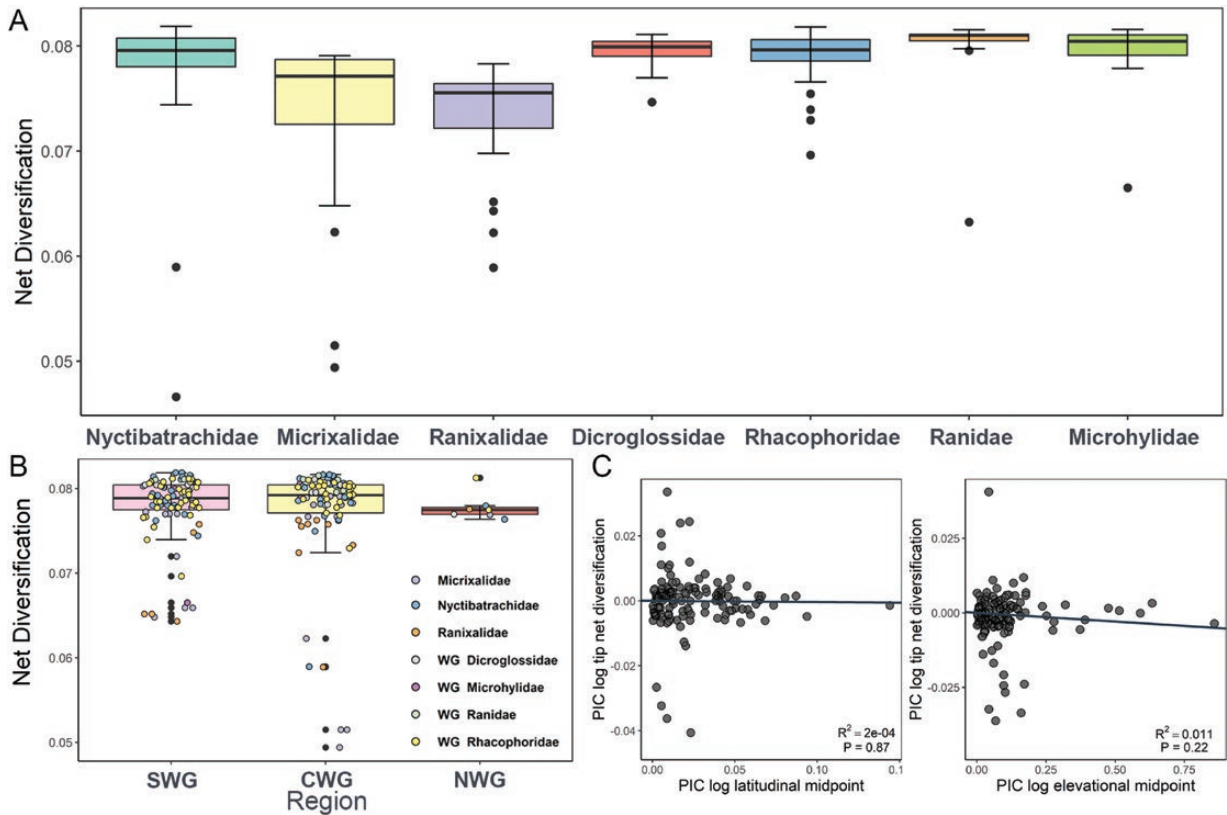 A
Net Diversification
0.08
0.07
0.06
0.05
Nyctibatrachidae Micrixalidae Ranixalidae Dicroglossidae Rhacophoridae Ranidae Microhylidae
B
Net Diversification
0.08
0.07
0.06
0.05
Micrixalidae
Nyctibatrachidae
Ranixalidae
WG Dicroglossidae
WG Microhylidae
WG Ranidae
WG Rhacophoridae
SWG CWG NWG
Region
C
PIC log tip net diversification
0.02
0.00
-0.02
-0.04
R² = 2e-04
P = 0.87
0.00 0.05 0.10 0.1
PIC log latitudinal midpoint
PIC log tip net diversification
0.025
0.000
-0.025
R² = 0.011
P = 0.22
0.00 0.25 0.50 0.75
PIC log elevational midpoint